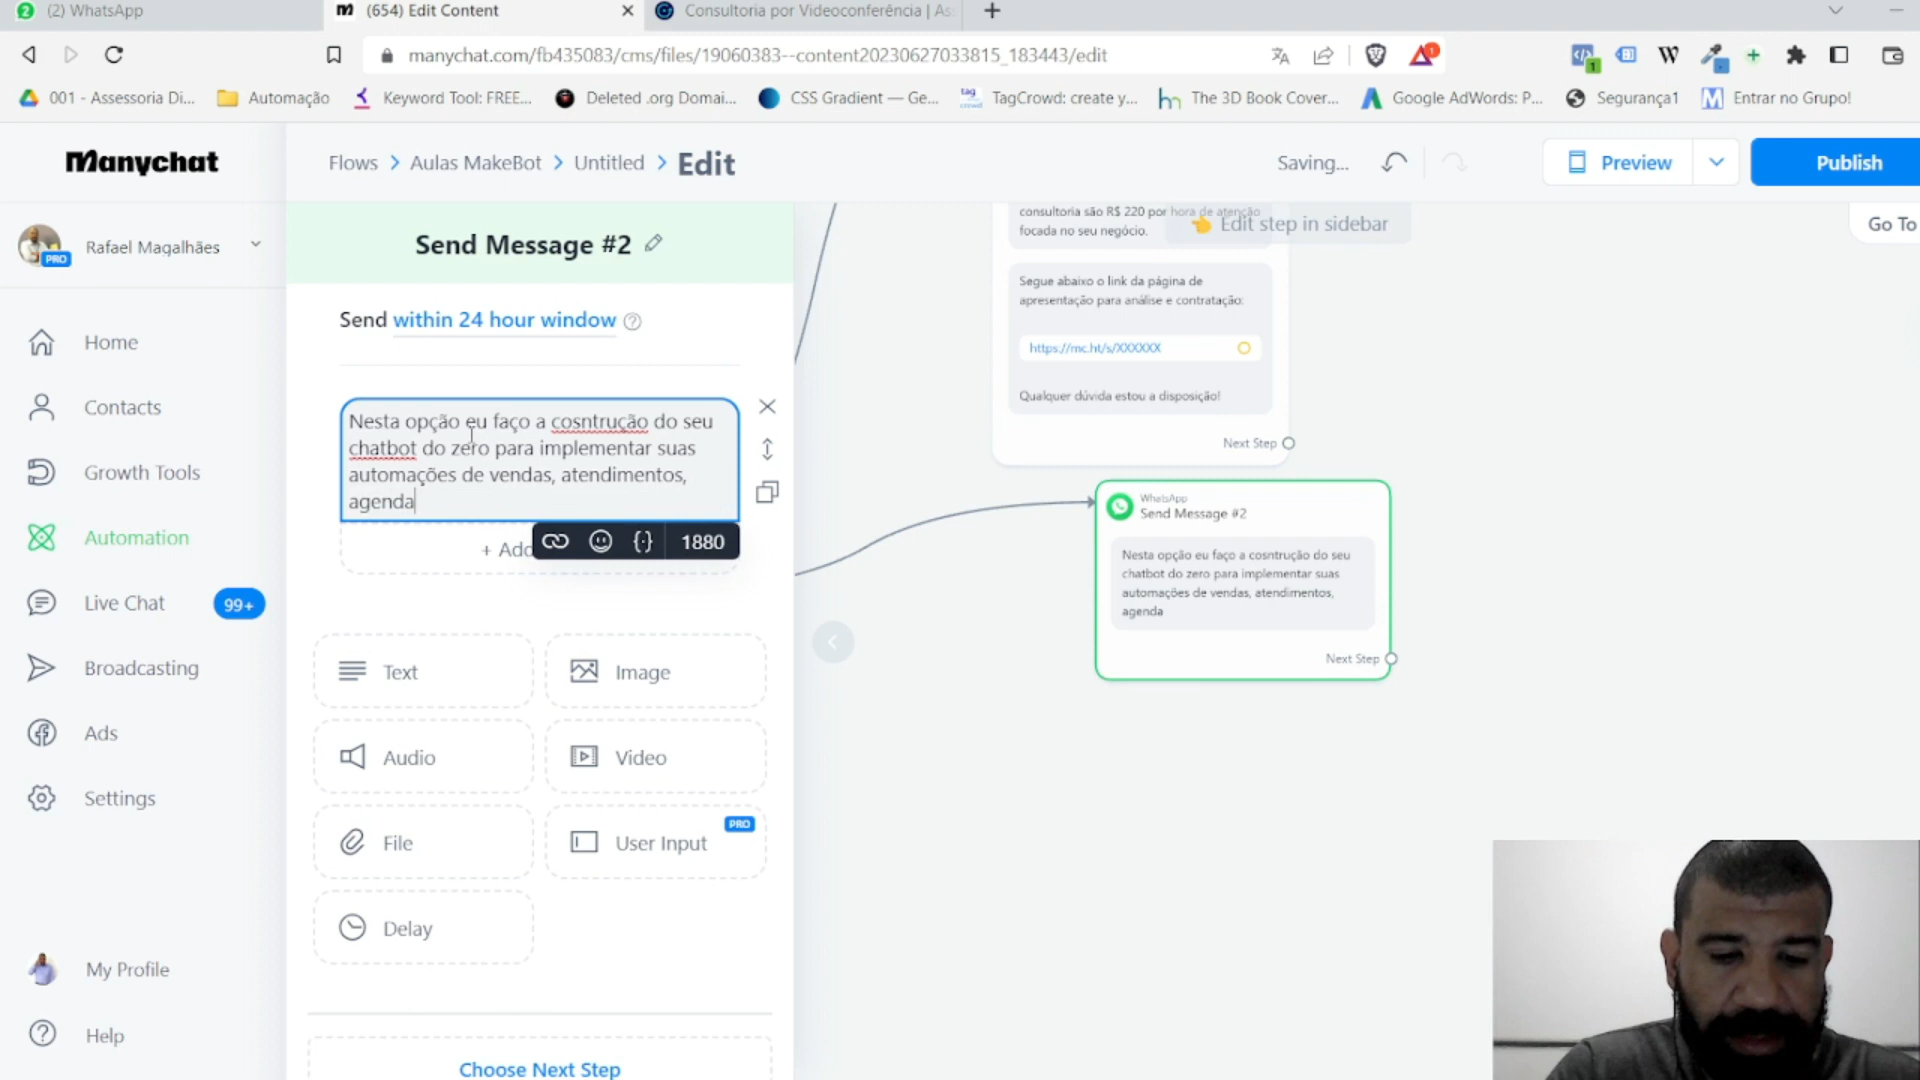 (2) WhatsApp
(654) Edit Content
Consultoria por Videoconferência | As
manychat.com/fb435083/cms/files/19060383--content20230627033815_183443/edit
001 - Assessoria Di...
Automação
Keyword Tool: FREE...
Deleted .org Domai...
CSS Gradient — Ge...
TagCrowd: create y...
The 3D Book Cover...
Google AdWords: P...
Segurança1
Entrar no Grupo!
Manychat
Flows
Aulas MakeBot
Untitled
Edit
Saving...
Preview
Publish
Rafael Magalhães
PRO
Home
Contacts
Growth Tools
Automation
Live Chat
99+
Broadcasting
Ads
Settings
My Profile
Help
Send Message #2
Send within 24 hour window
Nesta opção eu faço a cosntrução do seu
chatbot do zero para implementar suas
automações de vendas, atendimentos,
agenda
+ Add
1880
Text
Image
Audio
Video
File
User Input
PRO
Delay
Choose Next Step
consultoria são R$ 220 por hora de atenção
focada no seu negócio.
Edit step in sidebar
Go To
Segue abaixo o link da página de
apresentação para análise e contratação:
https://mc.ht/s/XXXXXX
Qualquer dúvida estou a disposição!
Next Step
WhatsApp
Send Message #2
Nesta opção eu faço a cosntrução do seu
chatbot do zero para implementar suas
automações de vendas, atendimentos,
agenda
Next Step